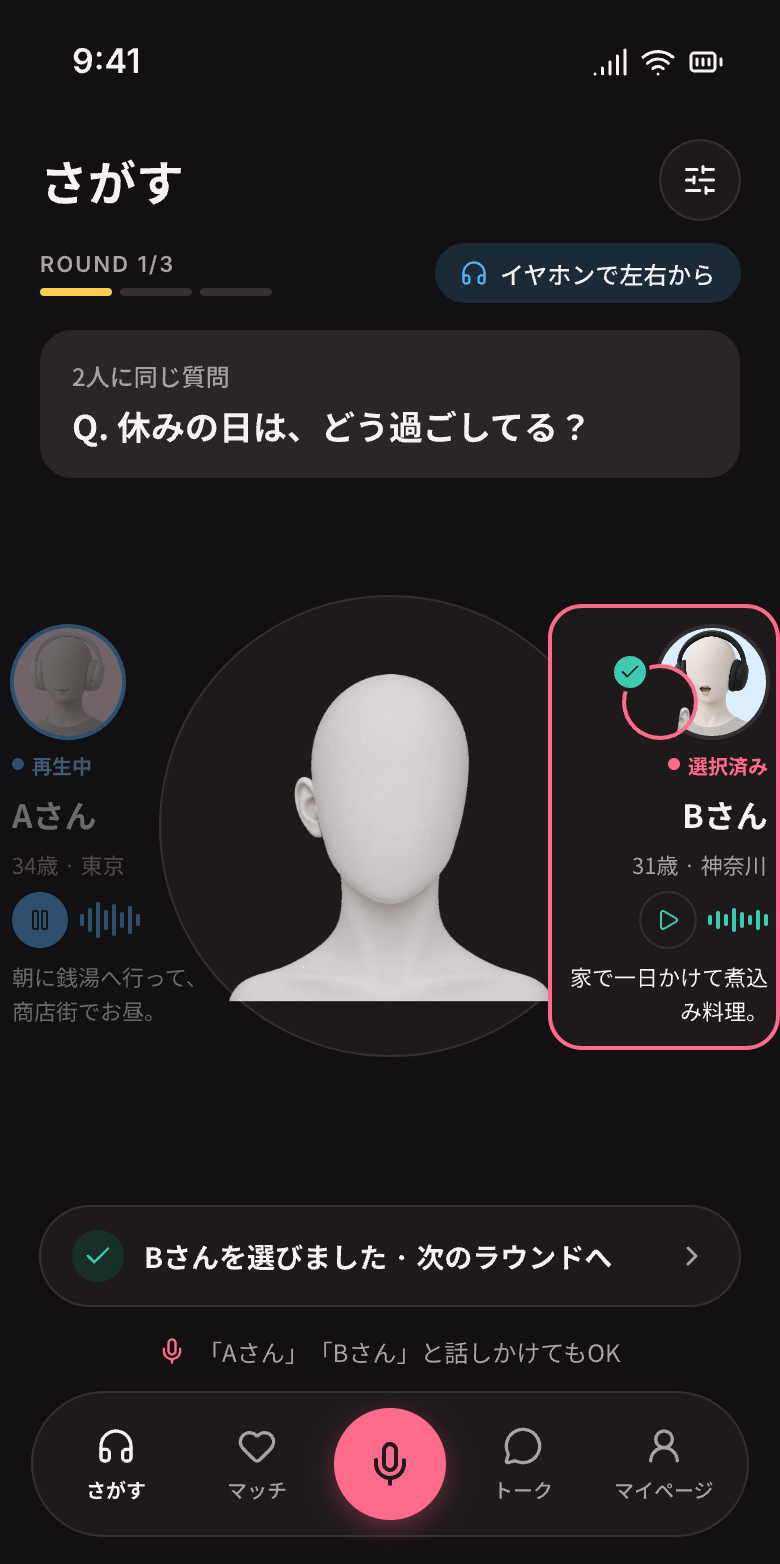 9:41
さがす
ROUND 1/3
イヤホンで左右から
2人に同じ質問
Q. 休みの日は、どう過ごしてる？
再生中
Aさん
34歳 · 東京
朝に銭湯へ行って、
商店街でお昼。
選択済み
Bさん
31歳 · 神奈川
家で一日かけて煮込
み料理。
Bさんを選びました · 次のラウンドへ
「Aさん」「Bさん」と話しかけてもOK
さがす
マッチ
トーク
マイページ